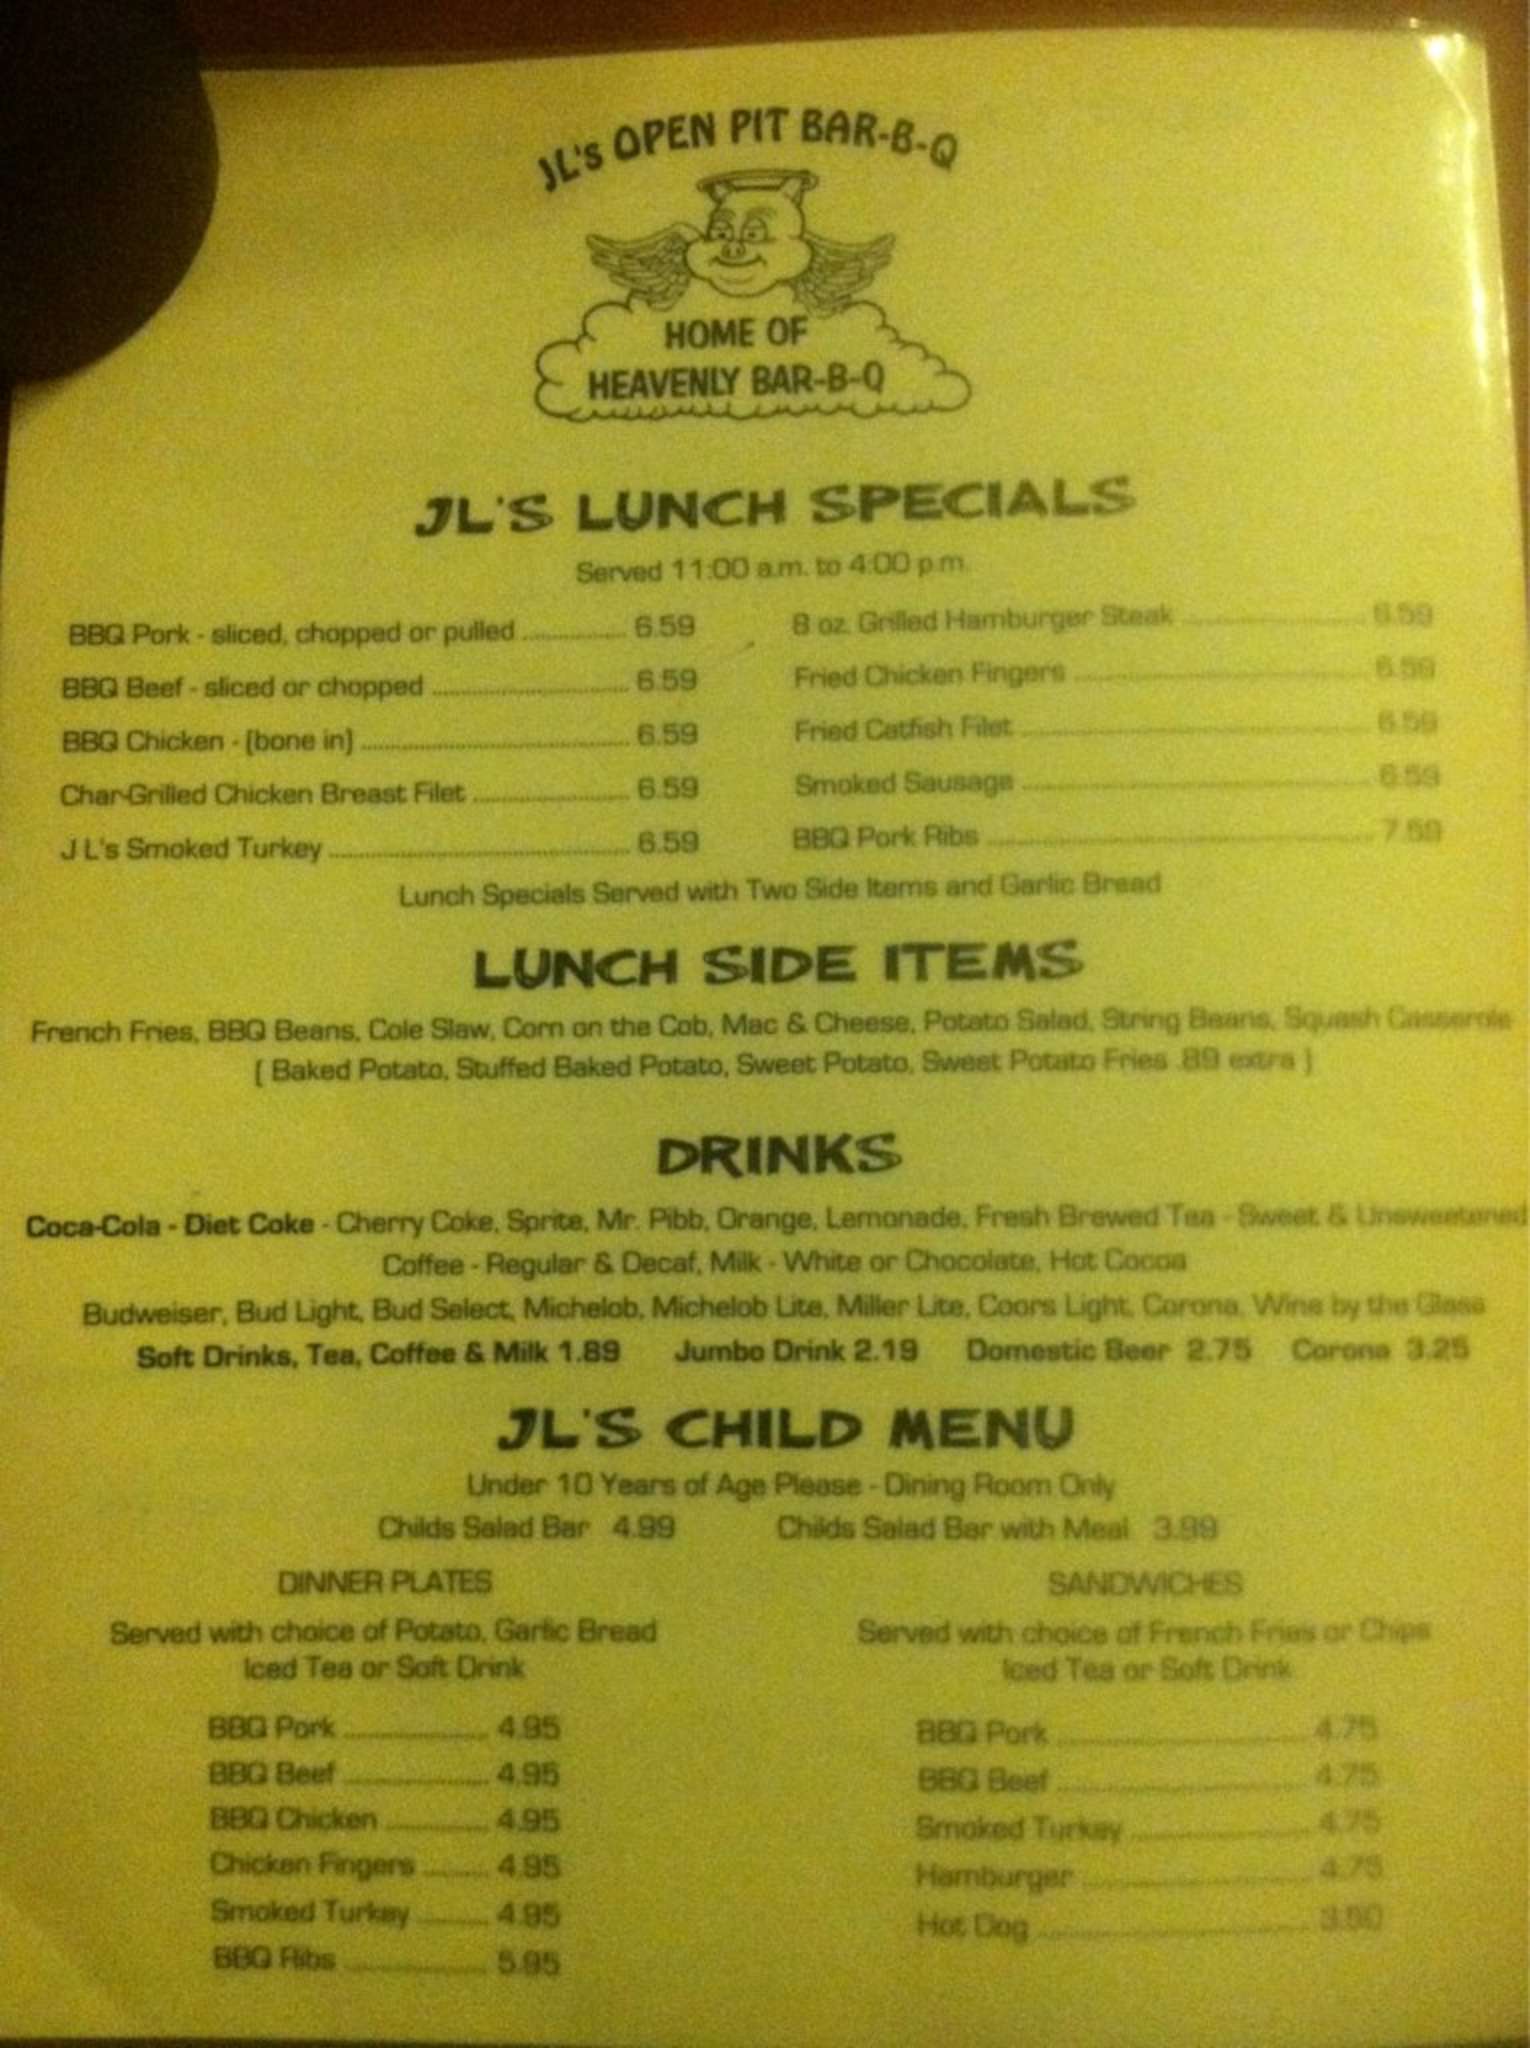 JL's OPEN PIT BAR-B-Q
HOME OF
HEAVENLY BAR-B-Q
JL'S LUNCH SPECIALS
Served 11:00 a.m. to 4:00 p.m.
BBQ Pork - sliced, chopped or pulled 6.59
BBQ Beef - sliced or chopped 6.59
BBQ Chicken - (bone in) 6.59
Char-Grilled Chicken Breast Filet 6.59
J L's Smoked Turkey 6.59
8 oz. Grilled Hamburger Steak 6.59
Fried Chicken Fingers 6.59
Fried Catfish Filet 6.59
Smoked Sausage 6.59
BBQ Pork Ribs 7.59
Lunch Specials Served with Two Side Items and Garlic Bread
LUNCH SIDE ITEMS
French Fries, BBQ Beans, Cole Slaw, Corn on the Cob, Mac & Cheese, Potato Salad, String Beans, Squash Casserole
( Baked Potato, Stuffed Baked Potato, Sweet Potato, Sweet Potato Fries .89 extra )
DRINKS
Coca-Cola - Diet Coke - Cherry Coke, Sprite, Mr. Pibb, Orange, Lemonade, Fresh Brewed Tea - Sweet & Unsweetened
Coffee - Regular & Decaf, Milk - White or Chocolate, Hot Cocoa
Budweiser, Bud Light, Bud Select, Michelob, Michelob Lite, Miller Lite, Coors Light, Corona, Wine by the Glass
Soft Drinks, Tea, Coffee & Milk 1.89 Jumbo Drink 2.19 Domestic Beer 2.75 Corona 3.25
JL'S CHILD MENU
Under 10 Years of Age Please - Dining Room Only
Childs Salad Bar 4.99 Childs Salad Bar with Meal 3.99
DINNER PLATES
Served with choice of Potato, Garlic Bread
Iced Tea or Soft Drink
BBQ Pork 4.95
BBQ Beef 4.95
BBQ Chicken 4.95
Chicken Fingers 4.95
Smoked Turkey 4.95
BBQ Ribs 5.95
SANDWICHES
Served with choice of French Fries or Chips
Iced Tea or Soft Drink
BBQ Pork 4.75
BBQ Beef 4.75
Smoked Turkey 4.75
Hamburger 4.75
Hot Dog 3.50